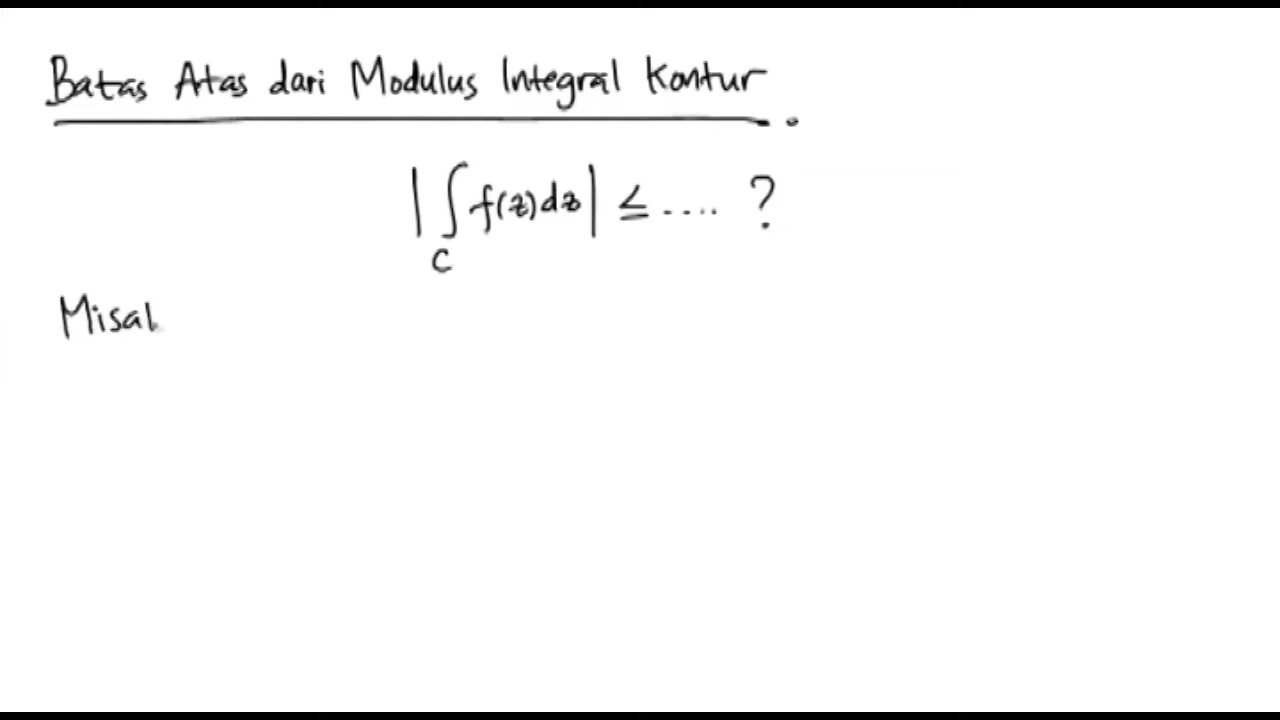 Batas Atas dari Modulus Integral Kontur
|∫_C f(z)dz| ≤ .... ?
Misal